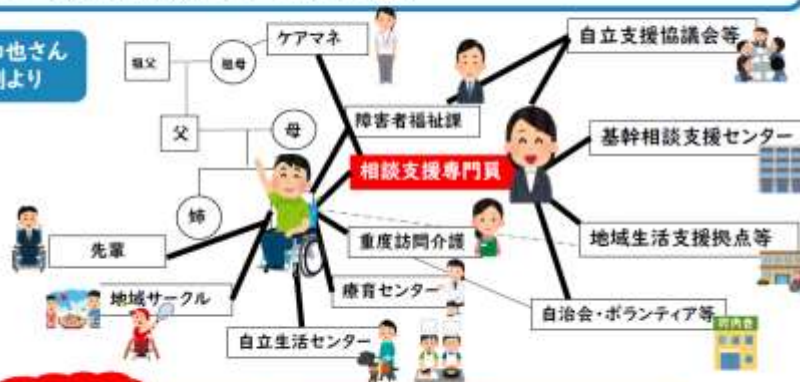 也さん
例より
ケアマネ
自立支援協議会等
祖父
祖母
障害者福祉課
父
母
基幹相談支援センター
相談支援専門員
姉
先輩
重度訪問介護
地域生活支援拠点等
地域サークル
療育センター
自治会・ボランティア等
自立生活センター